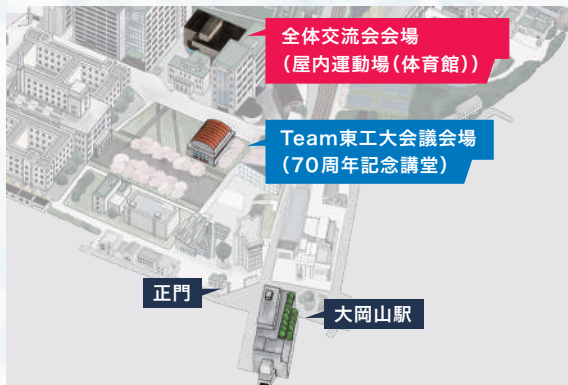 全体交流会会場
（屋内運動場（体育館））
Team東工大会議会場
（70周年記念講堂）
正門
大岡山駅